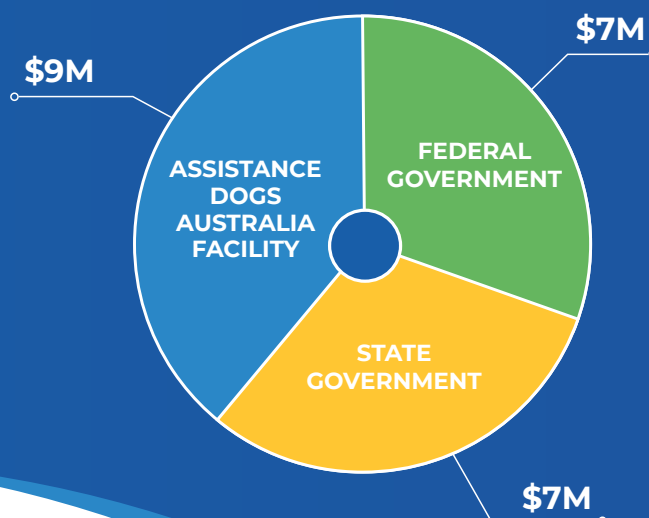 $7M
$9M
FEDERAL
GOVERNMENT
ASSISTANCE
DOGS
AUSTRALIA
FACILITY
STATE
GOVERNMENT
$7M